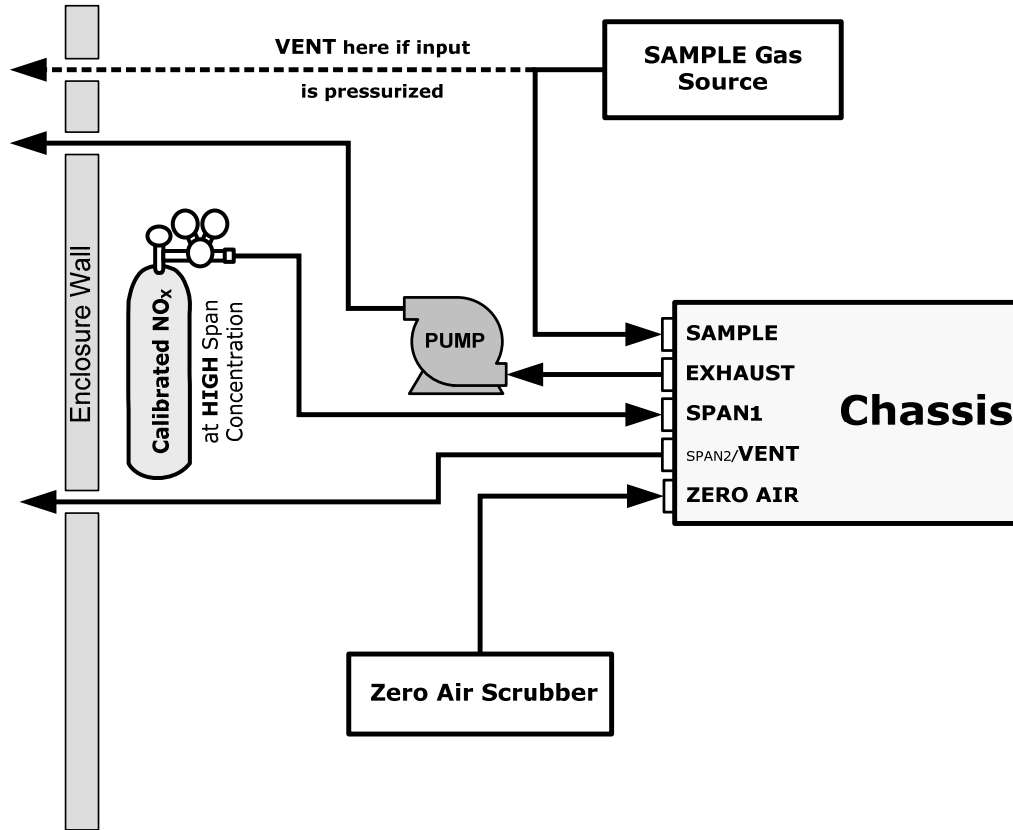 VENT here if input
is pressurized
SAMPLE Gas
Source
Enclosure Wall
Calibrated NOx
at HIGH Span
Concentration
PUMP
SAMPLE
EXHAUST
SPAN1
SPAN2/VENT
ZERO AIR
Chassis
Zero Air Scrubber